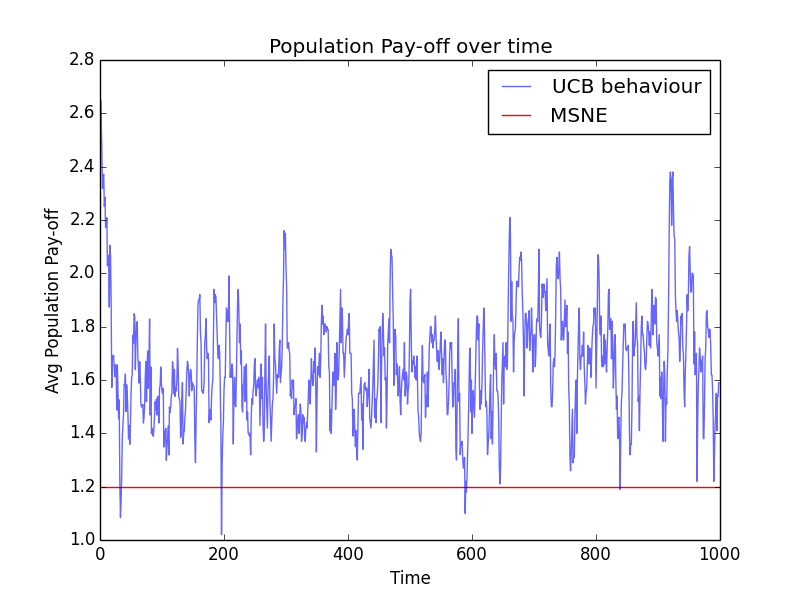 Population Pay-off over time
UCB behaviour
MSNE
Avg Population Pay-off
2.8
2.6
2.4
2.2
2.0
1.8
1.6
1.4
1.2
1.0
0 200 400 600 800 1000
Time